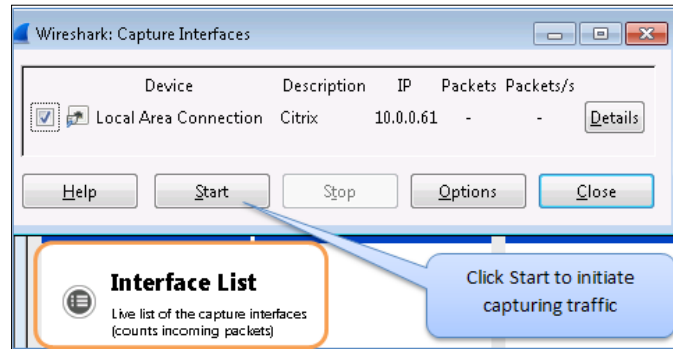 Wireshark: Capture Interfaces
Device Description IP Packets Packets/s
Local Area Connection Citrix 10.0.0.61 - - Details
Help Start Stop Options Close
Interface List
Live list of the capture interfaces
(counts incoming packets)
Click Start to initiate
capturing traffic